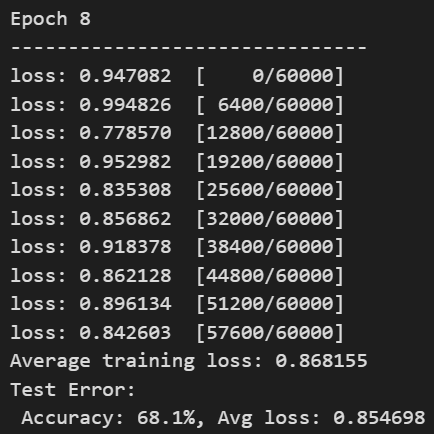 Epoch 8
-------------------------------
loss: 0.947082  [    0/60000]
loss: 0.994826  [ 6400/60000]
loss: 0.778570  [12800/60000]
loss: 0.952982  [19200/60000]
loss: 0.835308  [25600/60000]
loss: 0.856862  [32000/60000]
loss: 0.918378  [38400/60000]
loss: 0.862128  [44800/60000]
loss: 0.896134  [51200/60000]
loss: 0.842603  [57600/60000]
Average training loss: 0.868155
Test Error:
 Accuracy: 68.1%, Avg loss: 0.854698